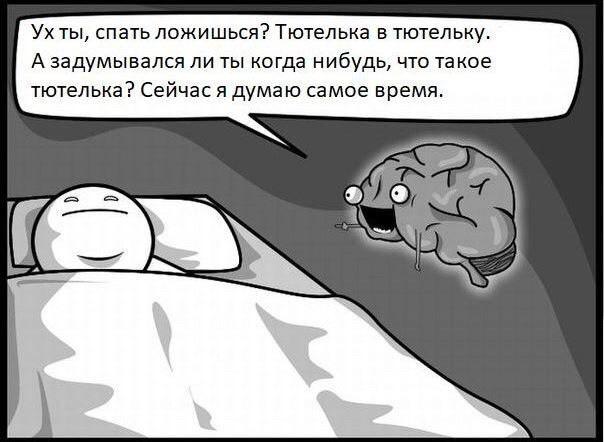 Ух ты, спать ложишься? Тютелька в тютельку.
А задумывался ли ты когда нибудь, что такое
тютелька? Сейчас я думаю самое время.